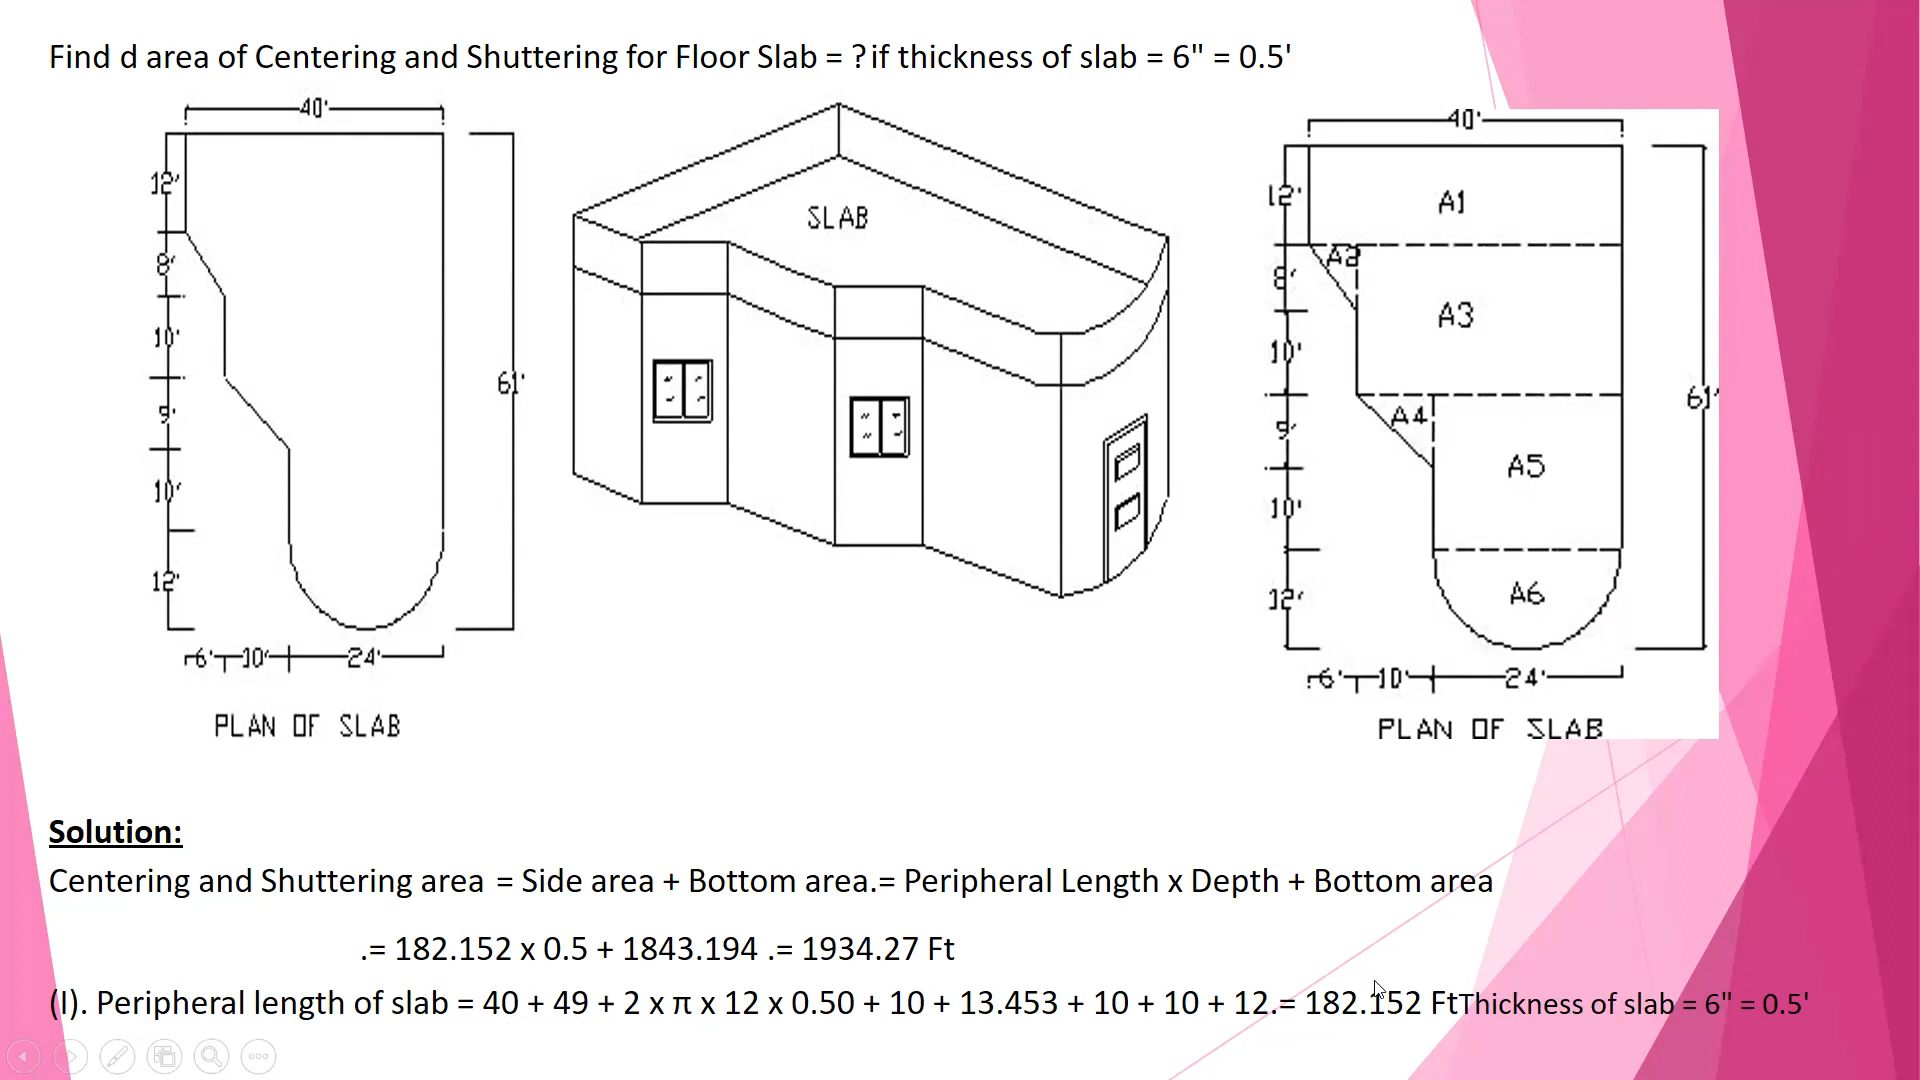 Find d area of Centering and Shuttering for Floor Slab = ? if thickness of slab = 6" = 0.5'
40'
12'
8'
10'
9'
10'
12'
61'
6' 10' 24'
PLAN OF SLAB
SLAB
40'
12'
8'
10'
9'
10'
12'
A1
A2
A3
A4
A5
A6
61'
6' 10' 24'
PLAN OF SLAB
Solution:
Centering and Shuttering area = Side area + Bottom area.= Peripheral Length x Depth + Bottom area
.= 182.152 x 0.5 + 1843.194 .= 1934.27 Ft
(I). Peripheral length of slab = 40 + 49 + 2 x π x 12 x 0.50 + 10 + 13.453 + 10 + 10 + 12.= 182.152 Ft Thickness of slab = 6" = 0.5'